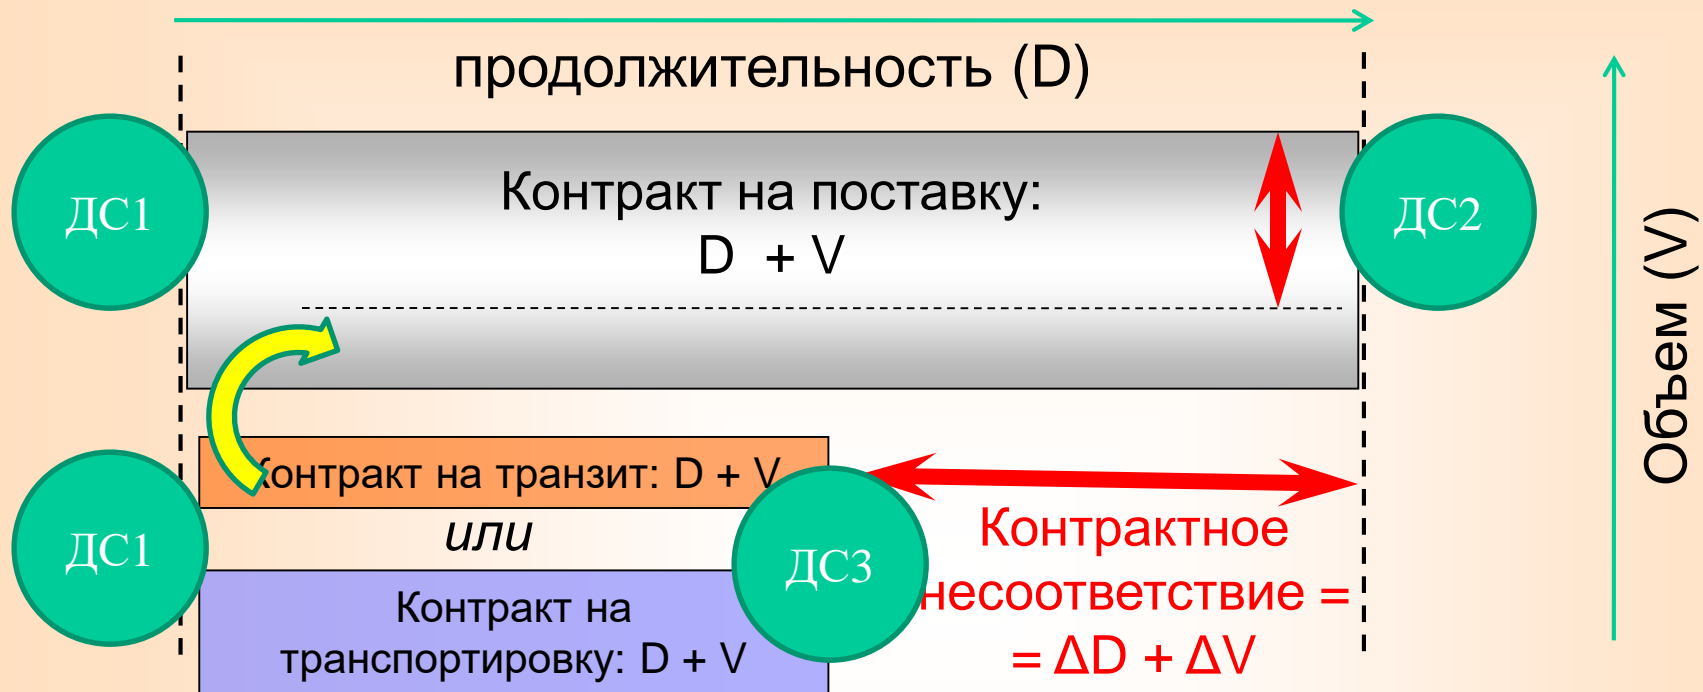 продолжительность (D)
Контракт на поставку:
D + V
ДС1
ДС2
Объем (V)
Контракт на транзит: D + V
или
Контракт на
транспортировку: D + V
ДС1
ДС3
Контрактное
несоответствие =
= ΔD + ΔV